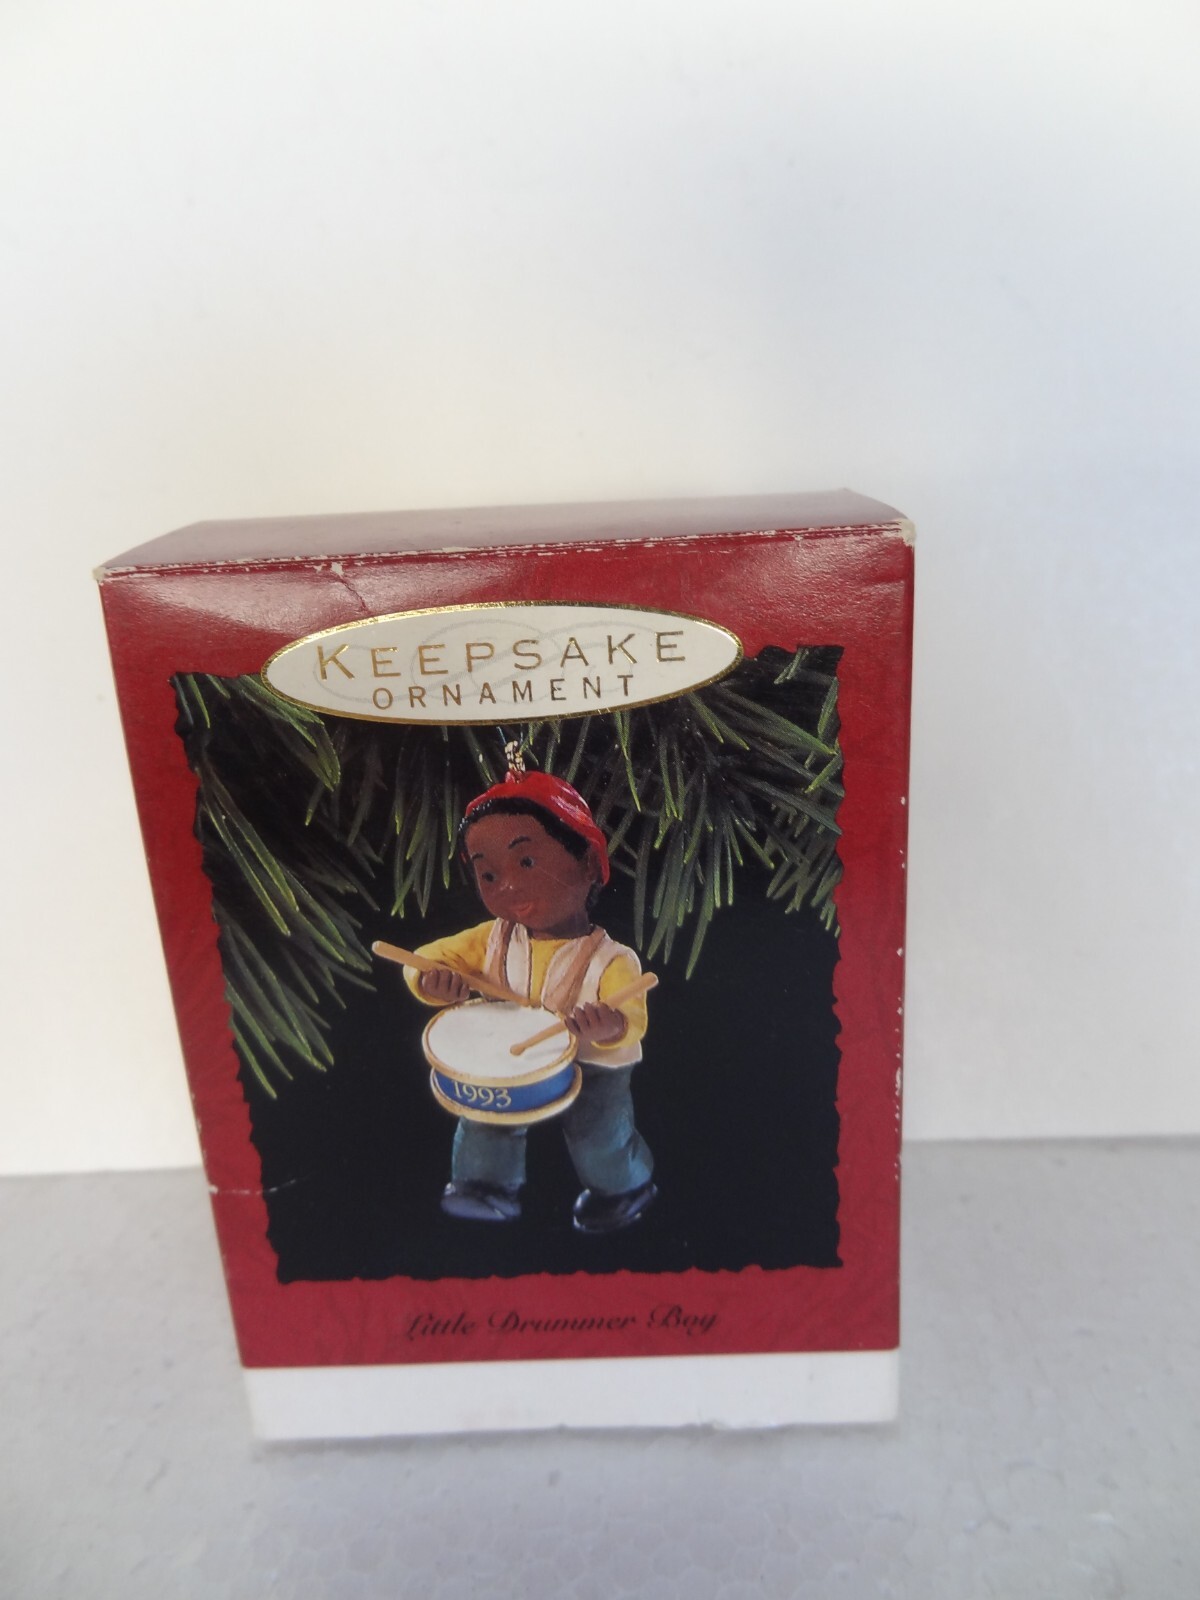 KEEPSAKE
ORNAMENT
1993
Little Drummer Boy